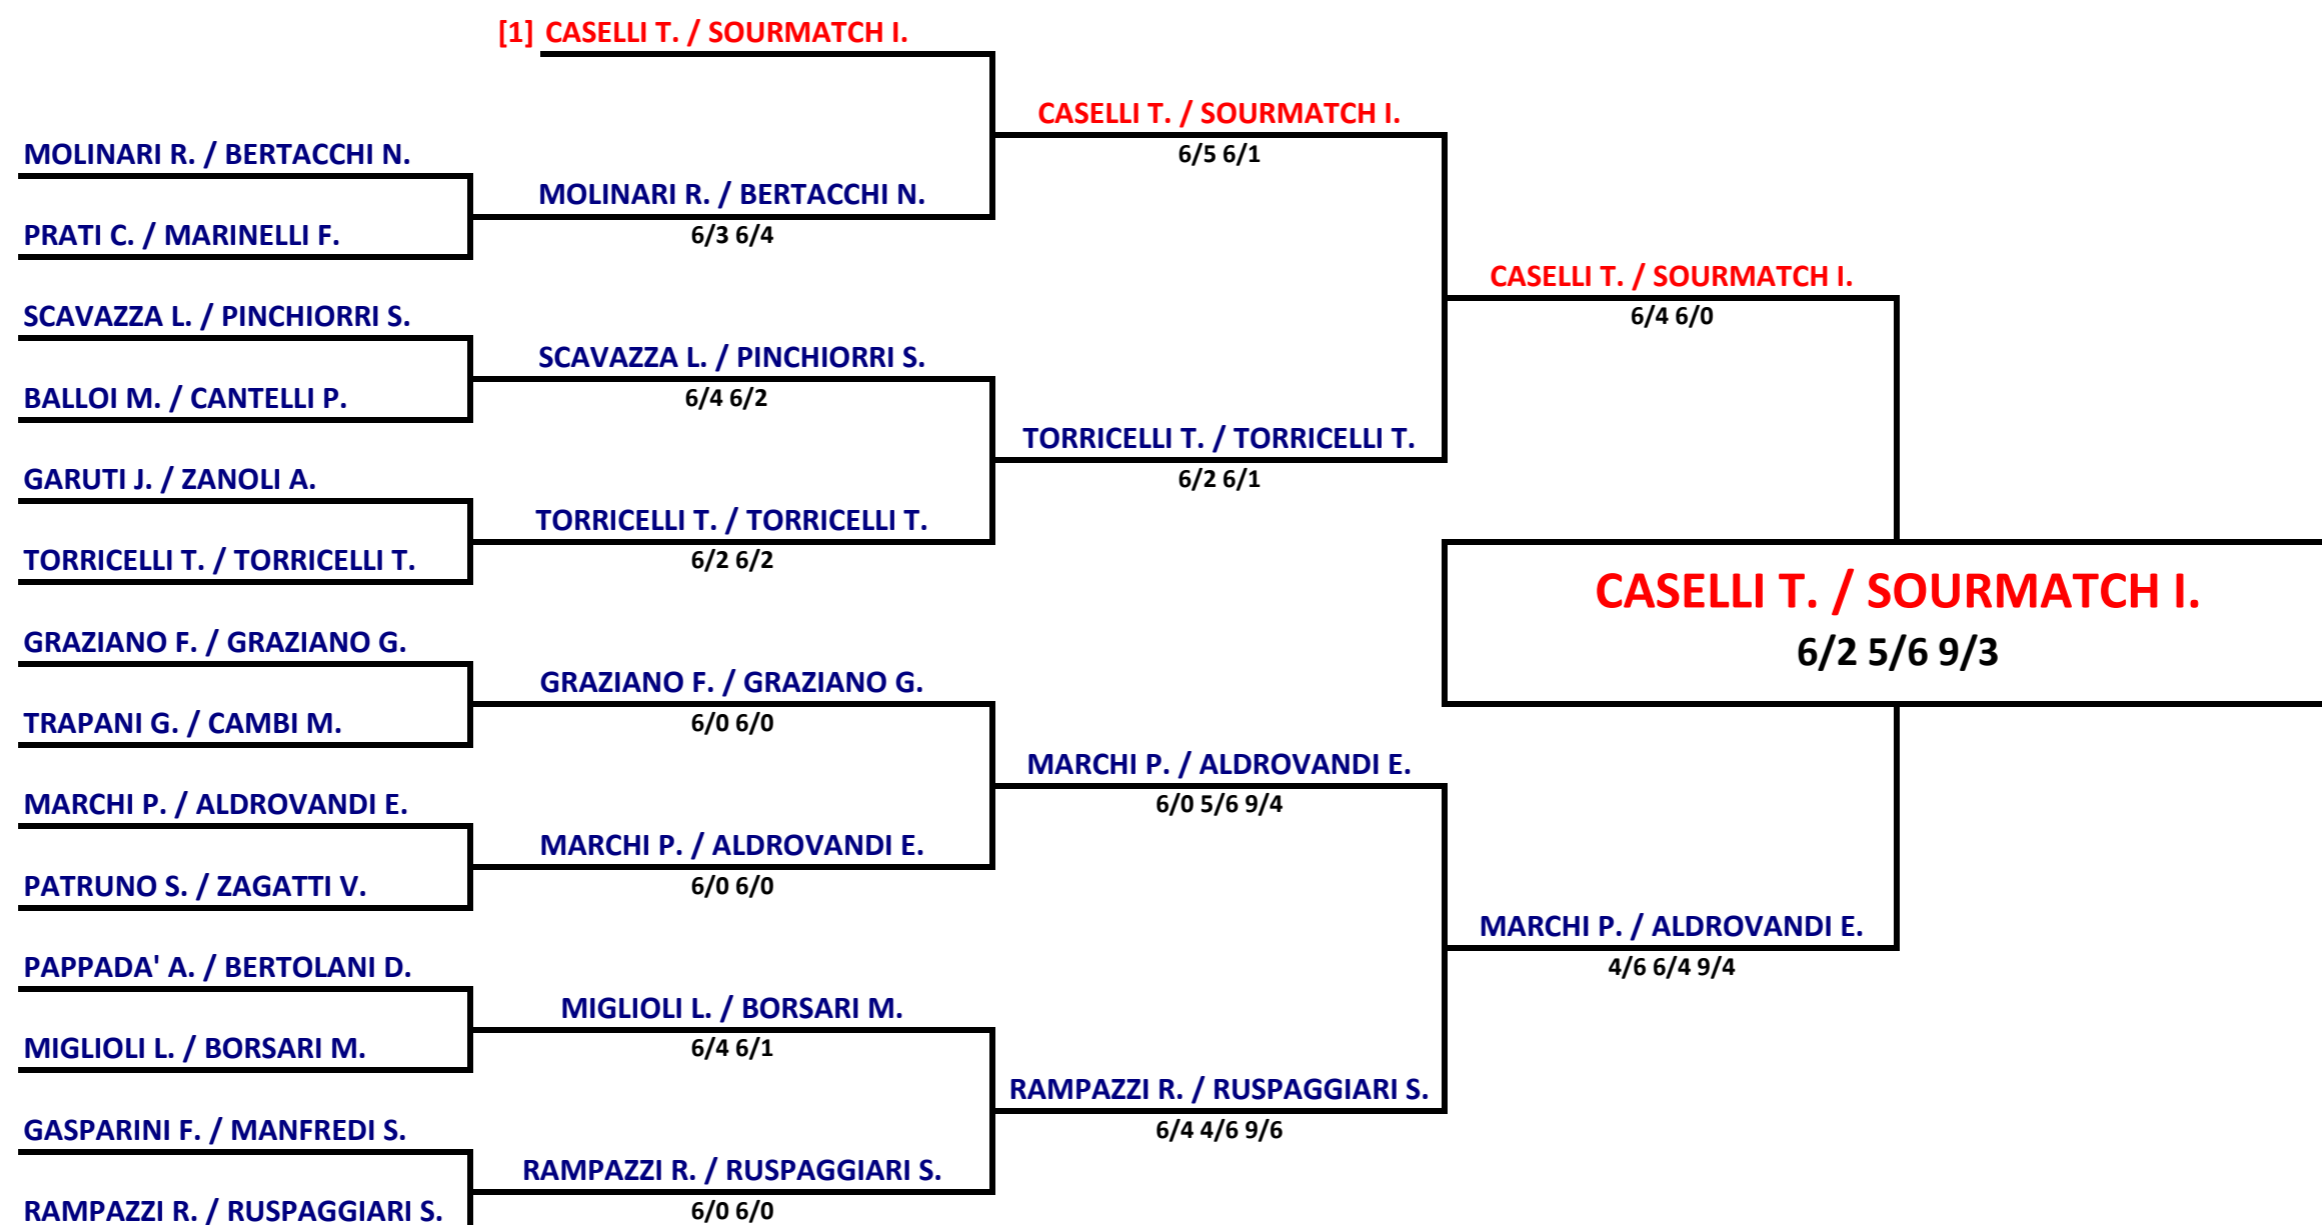 [1] CASELLI T. / SOURMATCH I.
CASELLI T. / SOURMATCH I.
6/5 6/1
MOLINARI R. / BERTACCHI N.
MOLINARI R. / BERTACCHI N.
6/3 6/4
PRATI C. / MARINELLI F.
CASELLI T. / SOURMATCH I.
6/4 6/0
SCAVAZZA L. / PINCHIORRI S.
SCAVAZZA L. / PINCHIORRI S.
6/4 6/2
BALLOI M. / CANTELLI P.
TORRICELLI T. / TORRICELLI T.
6/2 6/1
GARUTI J. / ZANOLI A.
TORRICELLI T. / TORRICELLI T.
6/2 6/2
TORRICELLI T. / TORRICELLI T.
CASELLI T. / SOURMATCH I.
6/2 5/6 9/3
GRAZIANO F. / GRAZIANO G.
GRAZIANO F. / GRAZIANO G.
6/0 6/0
TRAPANI G. / CAMBI M.
MARCHI P. / ALDROVANDI E.
6/0 5/6 9/4
MARCHI P. / ALDROVANDI E.
MARCHI P. / ALDROVANDI E.
6/0 6/0
PATRUNO S. / ZAGATTI V.
MARCHI P. / ALDROVANDI E.
4/6 6/4 9/4
PAPPADA' A. / BERTOLANI D.
MIGLIOLI L. / BORSARI M.
6/4 6/1
MIGLIOLI L. / BORSARI M.
RAMPAZZI R. / RUSPAGGIARI S.
6/4 4/6 9/6
GASPARINI F. / MANFREDI S.
RAMPAZZI R. / RUSPAGGIARI S.
6/0 6/0
RAMPAZZI R. / RUSPAGGIARI S.